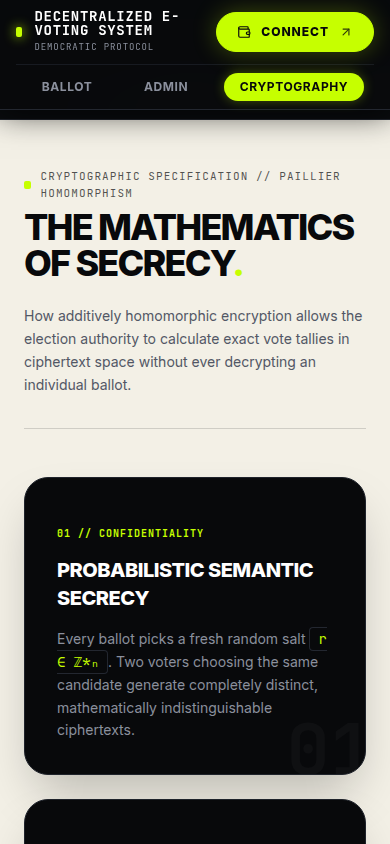 DECENTRALIZED E-
VOTING SYSTEM
DEMOCRATIC PROTOCOL
CONNECT
BALLOT
ADMIN
CRYPTOGRAPHY
CRYPTOGRAPHIC SPECIFICATION // PAILLIER
HOMOMORPHISM
THE MATHEMATICS
OF SECRECY.
How additively homomorphic encryption allows the
election authority to calculate exact vote tallies in
ciphertext space without ever decrypting an
individual ballot.
01 // CONFIDENTIALITY
PROBABILISTIC SEMANTIC
SECRECY
Every ballot picks a fresh random salt r
∈ ℤ*ₙ. Two voters choosing the same
candidate generate completely distinct,
mathematically indistinguishable
ciphertexts.
01